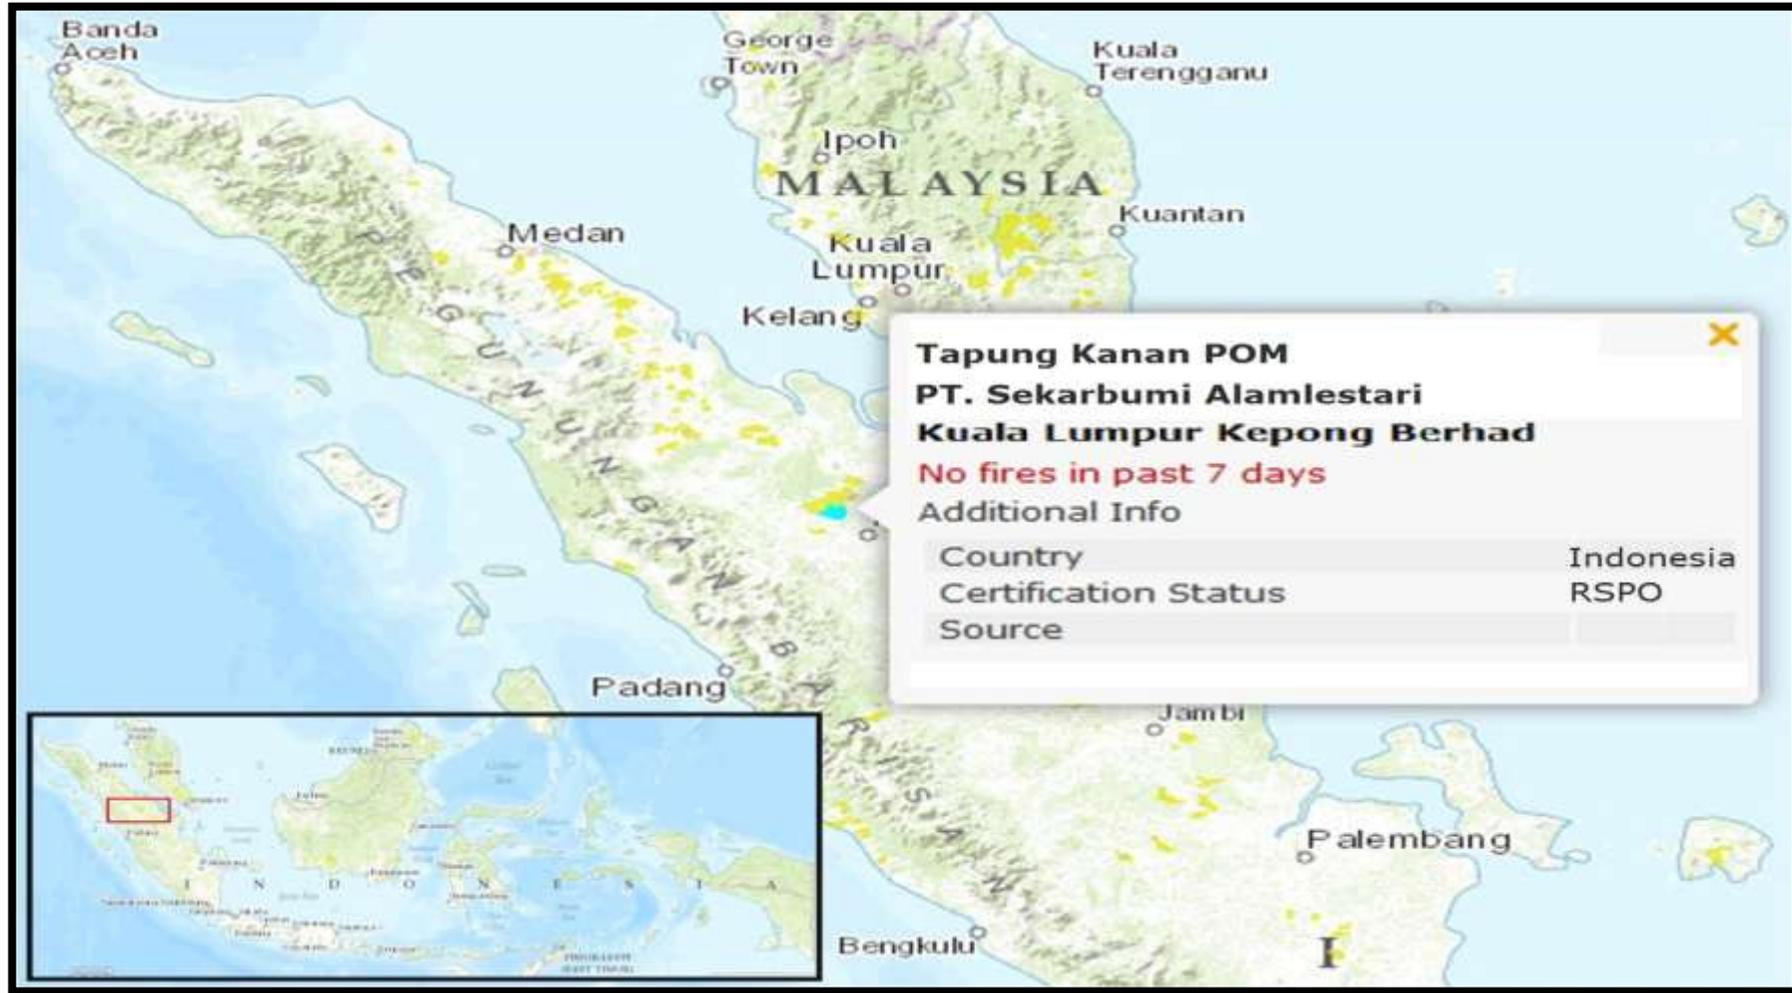 Banda
Aceh
George
Town
Kuala
Terengganu
Ipoh
MALAYSIA
Kuantan
Medan
Kuala
Lumpur
Kelang
PEGUNUNGAN BARISAN
Tapung Kanan POM
PT. Sekarbumi Alamlestari
Kuala Lumpur Kepong Berhad
No fires in past 7 days
Additional Info
Country Indonesia
Certification Status RSPO
Source
Padang
Jambi
Palembang
Bengkulu
I
INDONESIA